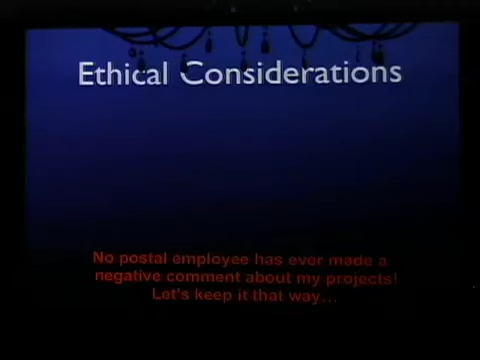 Ethical Considerations
No postal employee has ever made a
negative comment about my projects!
Let's keep it that way...